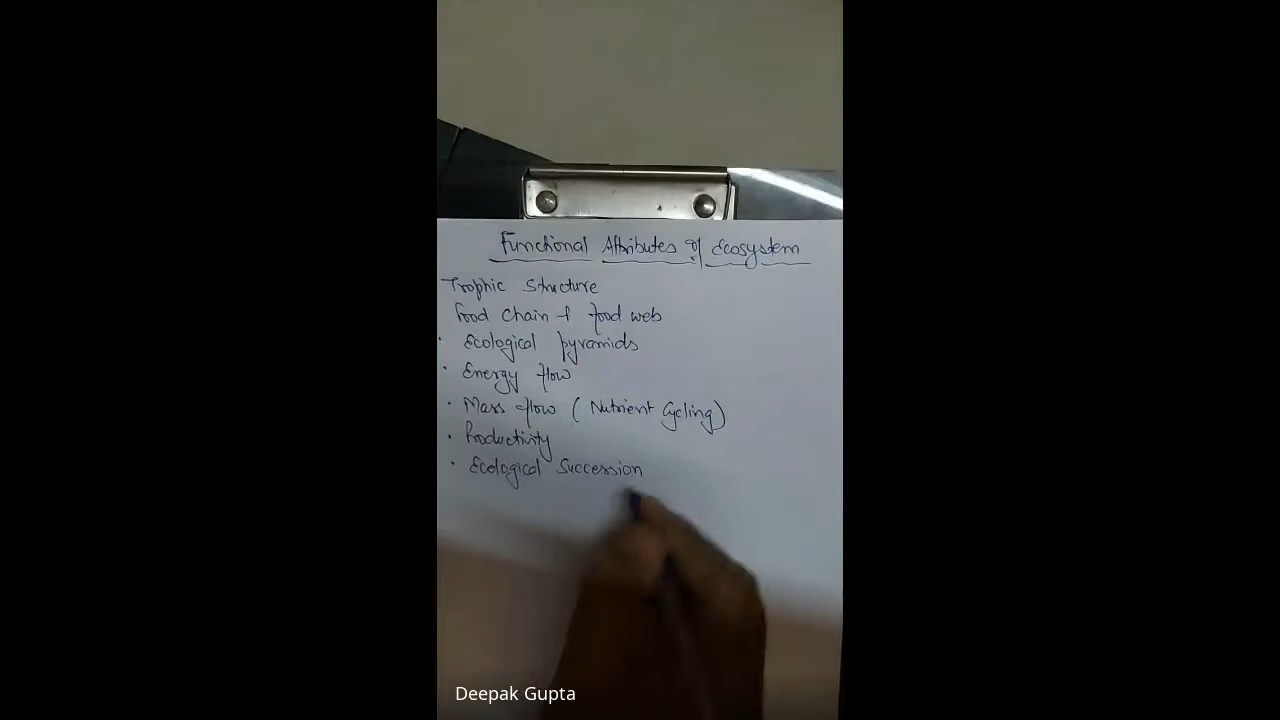 Functional Attributes of Ecosystem
Trophic Structure
Food Chain + food web
• Ecological pyramids
• Energy flow
• Mass flow ( Nutrient Cycling)
• Productivity
• Ecological Succession
Deepak Gupta